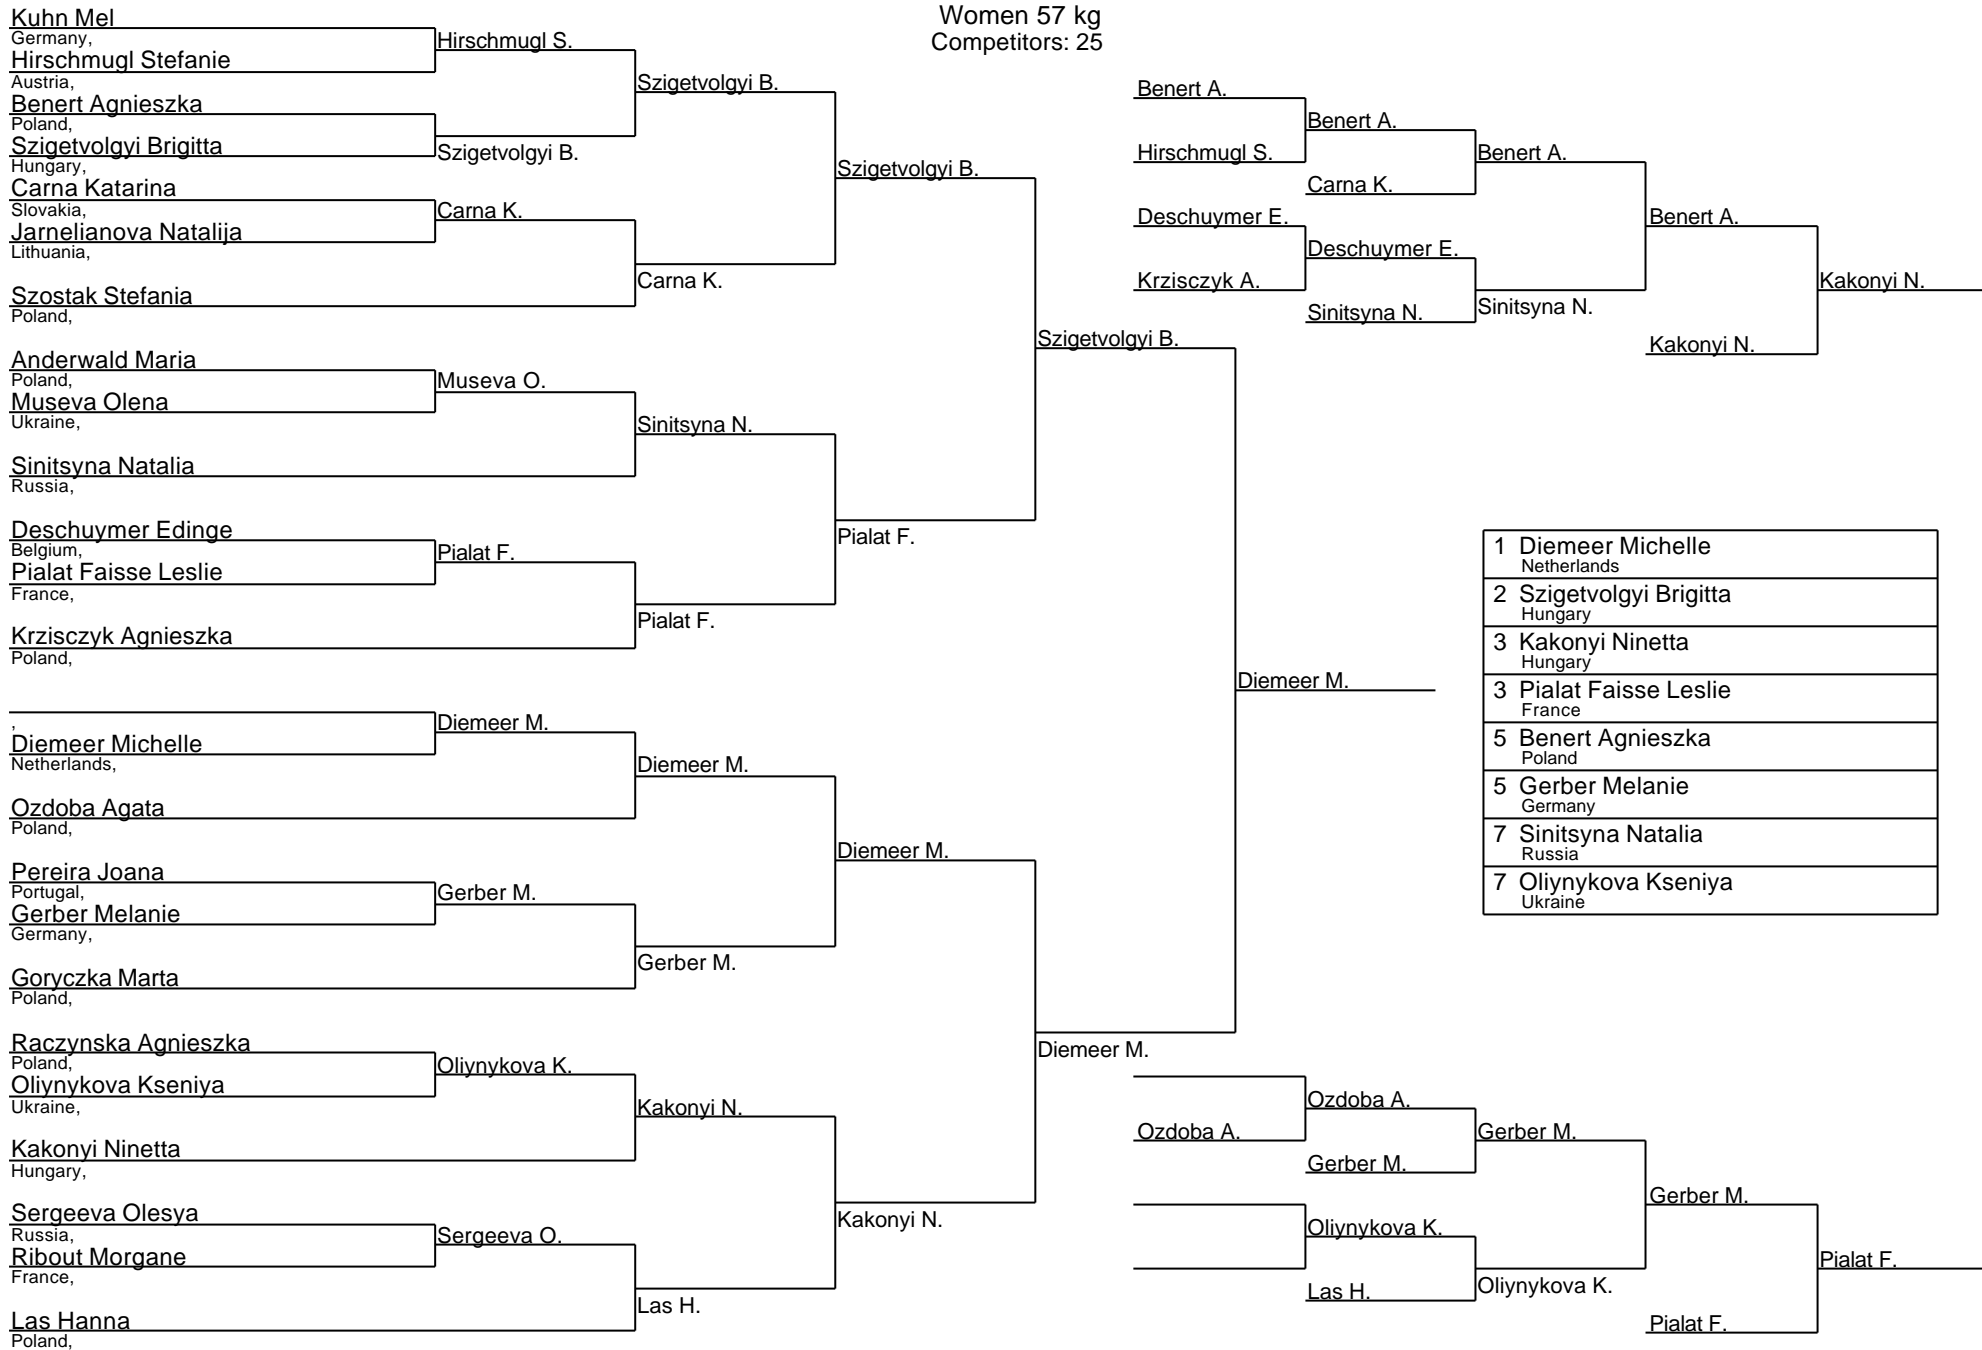 Women 57 kg
Competitors: 25
Kuhn Mel
Germany,
Hirschmugl Stefanie
Austria,
Benert Agnieszka
Poland,
Szigetvolgyi Brigitta
Hungary,
Carna Katarina
Slovakia,
Jarnelianova Natalija
Lithuania,
Szostak Stefania
Poland,
Anderwald Maria
Poland,
Museva Olena
Ukraine,
Sinitsyna Natalia
Russia,
Deschuymer Edinge
Belgium,
Pialat Faisse Leslie
France,
Krzisczyk Agnieszka
Poland,
,
Diemeer Michelle
Netherlands,
Ozdoba Agata
Poland,
Pereira Joana
Portugal,
Gerber Melanie
Germany,
Goryczka Marta
Poland,
Raczynska Agnieszka
Poland,
Oliynykova Kseniya
Ukraine,
Kakonyi Ninetta
Hungary,
Sergeeva Olesya
Russia,
Ribout Morgane
France,
Las Hanna
Poland,
Hirschmugl S.
Szigetvolgyi B.
Carna K.
Museva O.
Pialat F.
Diemeer M.
Gerber M.
Oliynykova K.
Sergeeva O.
Szigetvolgyi B.
Carna K.
Sinitsyna N.
Pialat F.
Diemeer M.
Gerber M.
Kakonyi N.
Las H.
Szigetvolgyi B.
Pialat F.
Diemeer M.
Kakonyi N.
Szigetvolgyi B.
Diemeer M.
Diemeer M.
Benert A.
Hirschmugl S.
Deschuymer E.
Krzisczyk A.
Benert A.
Carna K.
Deschuymer E.
Sinitsyna N.
Benert A.
Sinitsyna N.
Benert A.
Kakonyi N.
Kakonyi N.
1 Diemeer Michelle
Netherlands
2 Szigetvolgyi Brigitta
Hungary
3 Kakonyi Ninetta
Hungary
3 Pialat Faisse Leslie
France
5 Benert Agnieszka
Poland
5 Gerber Melanie
Germany
7 Sinitsyna Natalia
Russia
7 Oliynykova Kseniya
Ukraine
Ozdoba A.
Ozdoba A.
Gerber M.
Oliynykova K.
Las H.
Gerber M.
Oliynykova K.
Gerber M.
Pialat F.
Pialat F.